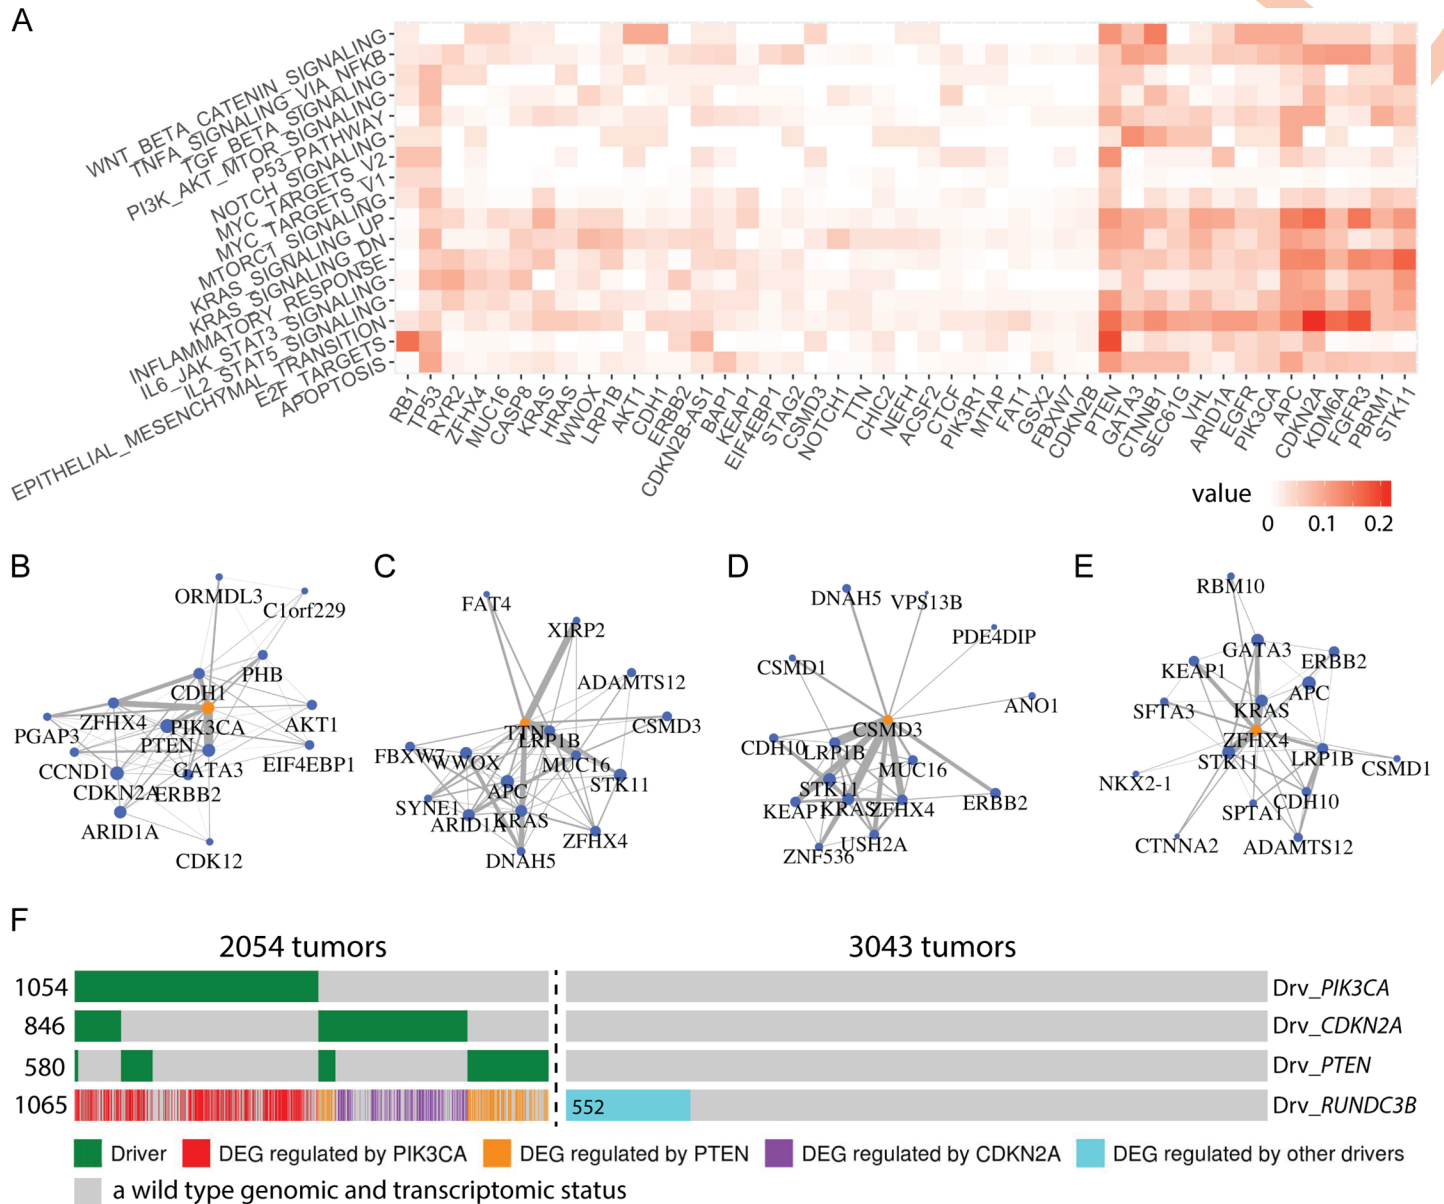 A
WNT_BETA_CATENIN_SIGNALING
TNFA_SIGNALING_VIA_NFKB
TGF_BETA_SIGNALING
PI3K_AKT_MTOR_SIGNALING
P53_PATHWAY
NOTCH_SIGNALING
MYC_TARGETS_V2
MYC_TARGETS_V1
MTORC1_SIGNALING
KRAS_SIGNALING_UP
KRAS_SIGNALING_DN
INFLAMMATORY_RESPONSE
IL6_JAK_STAT3_SIGNALING
IL2_STAT5_SIGNALING
EPITHELIAL_MESENCHYMAL_TRANSITION
E2F_TARGETS
APOPTOSIS
RB1
TP53
RYR2
ZFHX4
MUC16
CASP8
KRAS
HRAS
WWOX
LRP1B
AKT1
CDH1
ERBB2
CDKN2B-AS1
BAP1
KEAP1
EIF4EBP1
STAG2
CSMD3
NOTCH1
TTN
CHIC2
NEFH
ACSF2
CTCF
PIK3R1
MTAP
FAT1
GSX2
FBXW7
CDKN2B
PTEN
GATA3
CTNNB1
SEC61G
VHL
ARID1A
EGFR
PIK3CA
APC
CDKN2A
KDM6A
FGFR3
PBRM1
STK11
value
0 0.1 0.2
B
ORMDL3
C1orf229
PHB
CDH1
ZFHX4
PIK3CA
AKT1
PGAP3
PTEN
GATA3
EIF4EBP1
CCND1
CDKN2A
ERBB2
ARID1A
CDK12
C
FAT4
XIRP2
ADAMTS12
CSMD3
TTN
LRP1B
FBXW7
WWOX
MUC16
STK11
APC
SYNE1
ARID1A
KRAS
ZFHX4
DNAH5
D
DNAH5
VPS13B
PDE4DIP
CSMD1
ANO1
CSMD3
CDH10
LRP1B
MUC16
STK11
KEAP1
KRAS
ZFHX4
ERBB2
USH2A
ZNF536
E
RBM10
GATA3
ERBB2
KEAP1
APC
SFTA3
KRAS
ZFHX4
STK11
LRP1B
CSMD1
NKX2-1
SPTA1
CDH10
CTNNA2
ADAMTS12
F
2054 tumors 3043 tumors
1054 Drv_PIK3CA
846 Drv_CDKN2A
580 Drv_PTEN
1065 552 Drv_RUNDC3B
Driver DEG regulated by PIK3CA DEG regulated by PTEN DEG regulated by CDKN2A DEG regulated by other drivers
a wild type genomic and transcriptomic status